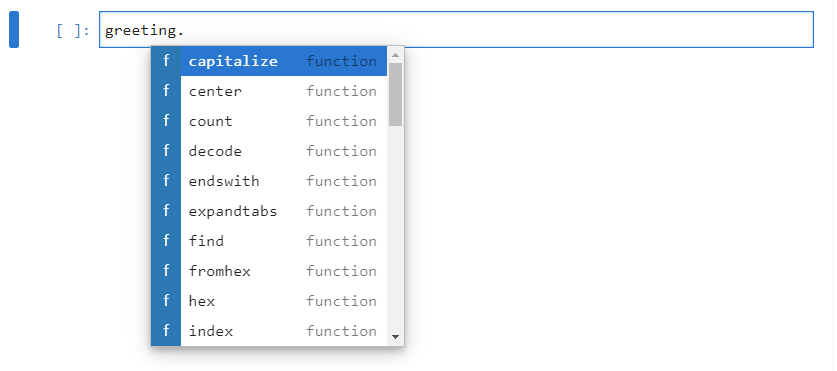 [ ]: greeting.
f capitalize function
f center function
f count function
f decode function
f endswith function
f expandtabs function
f find function
f fromhex function
f hex function
f index function